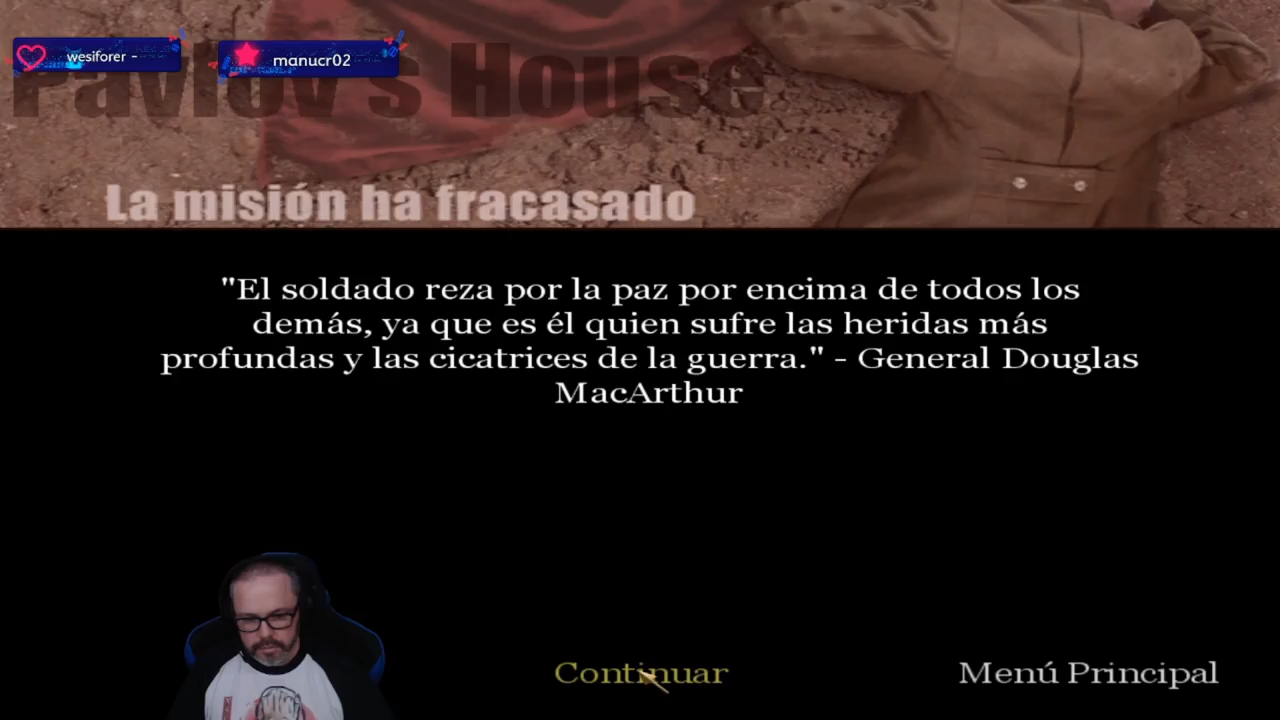 wesiforer -
manucr02
Pavlov's House
La misión ha fracasado
"El soldado reza por la paz por encima de todos los
demás, ya que es él quien sufre las heridas más
profundas y las cicatrices de la guerra." - General Douglas
MacArthur
Continuar
Menú Principal